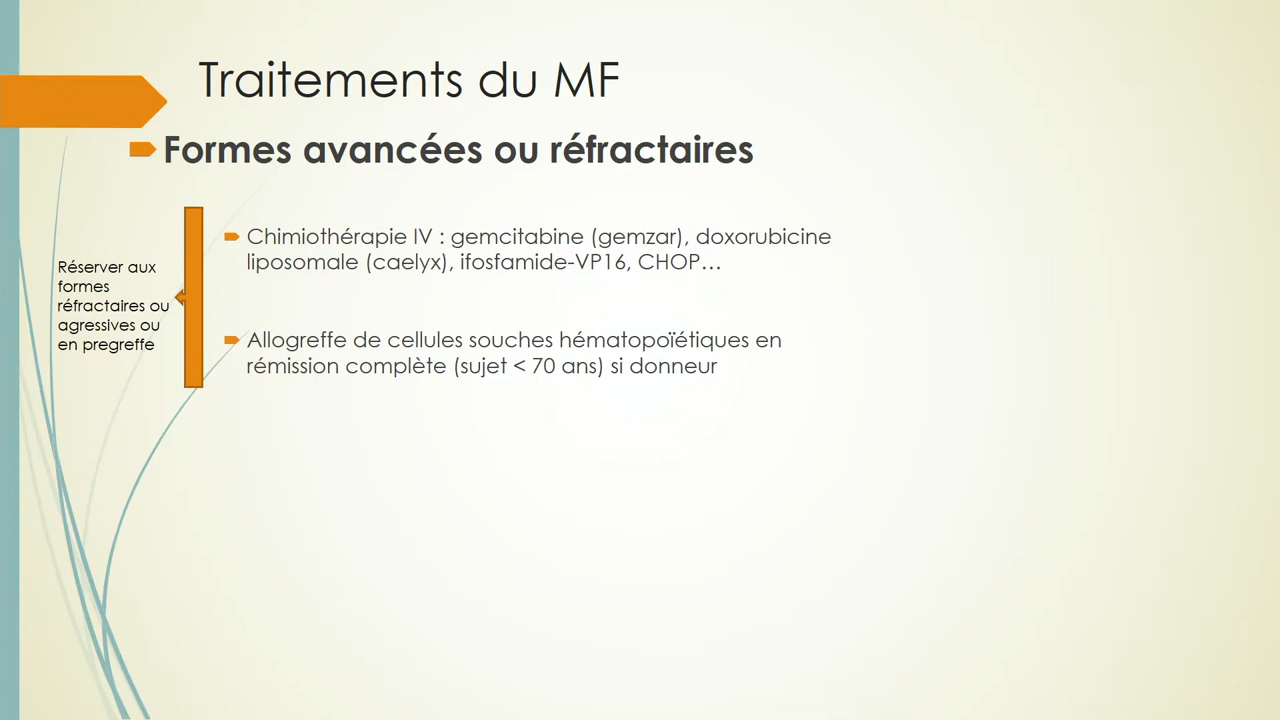 Traitements du MF
Formes avancées ou réfractaires
Réserver aux
formes
réfractaires ou
agressives ou
en pregreffe
Chimiothérapie IV : gemcitabine (gemzar), doxorubicine
liposomale (caelyx), ifosfamide-VP16, CHOP…
Allogreffe de cellules souches hématopoïétiques en
rémission complète (sujet < 70 ans) si donneur